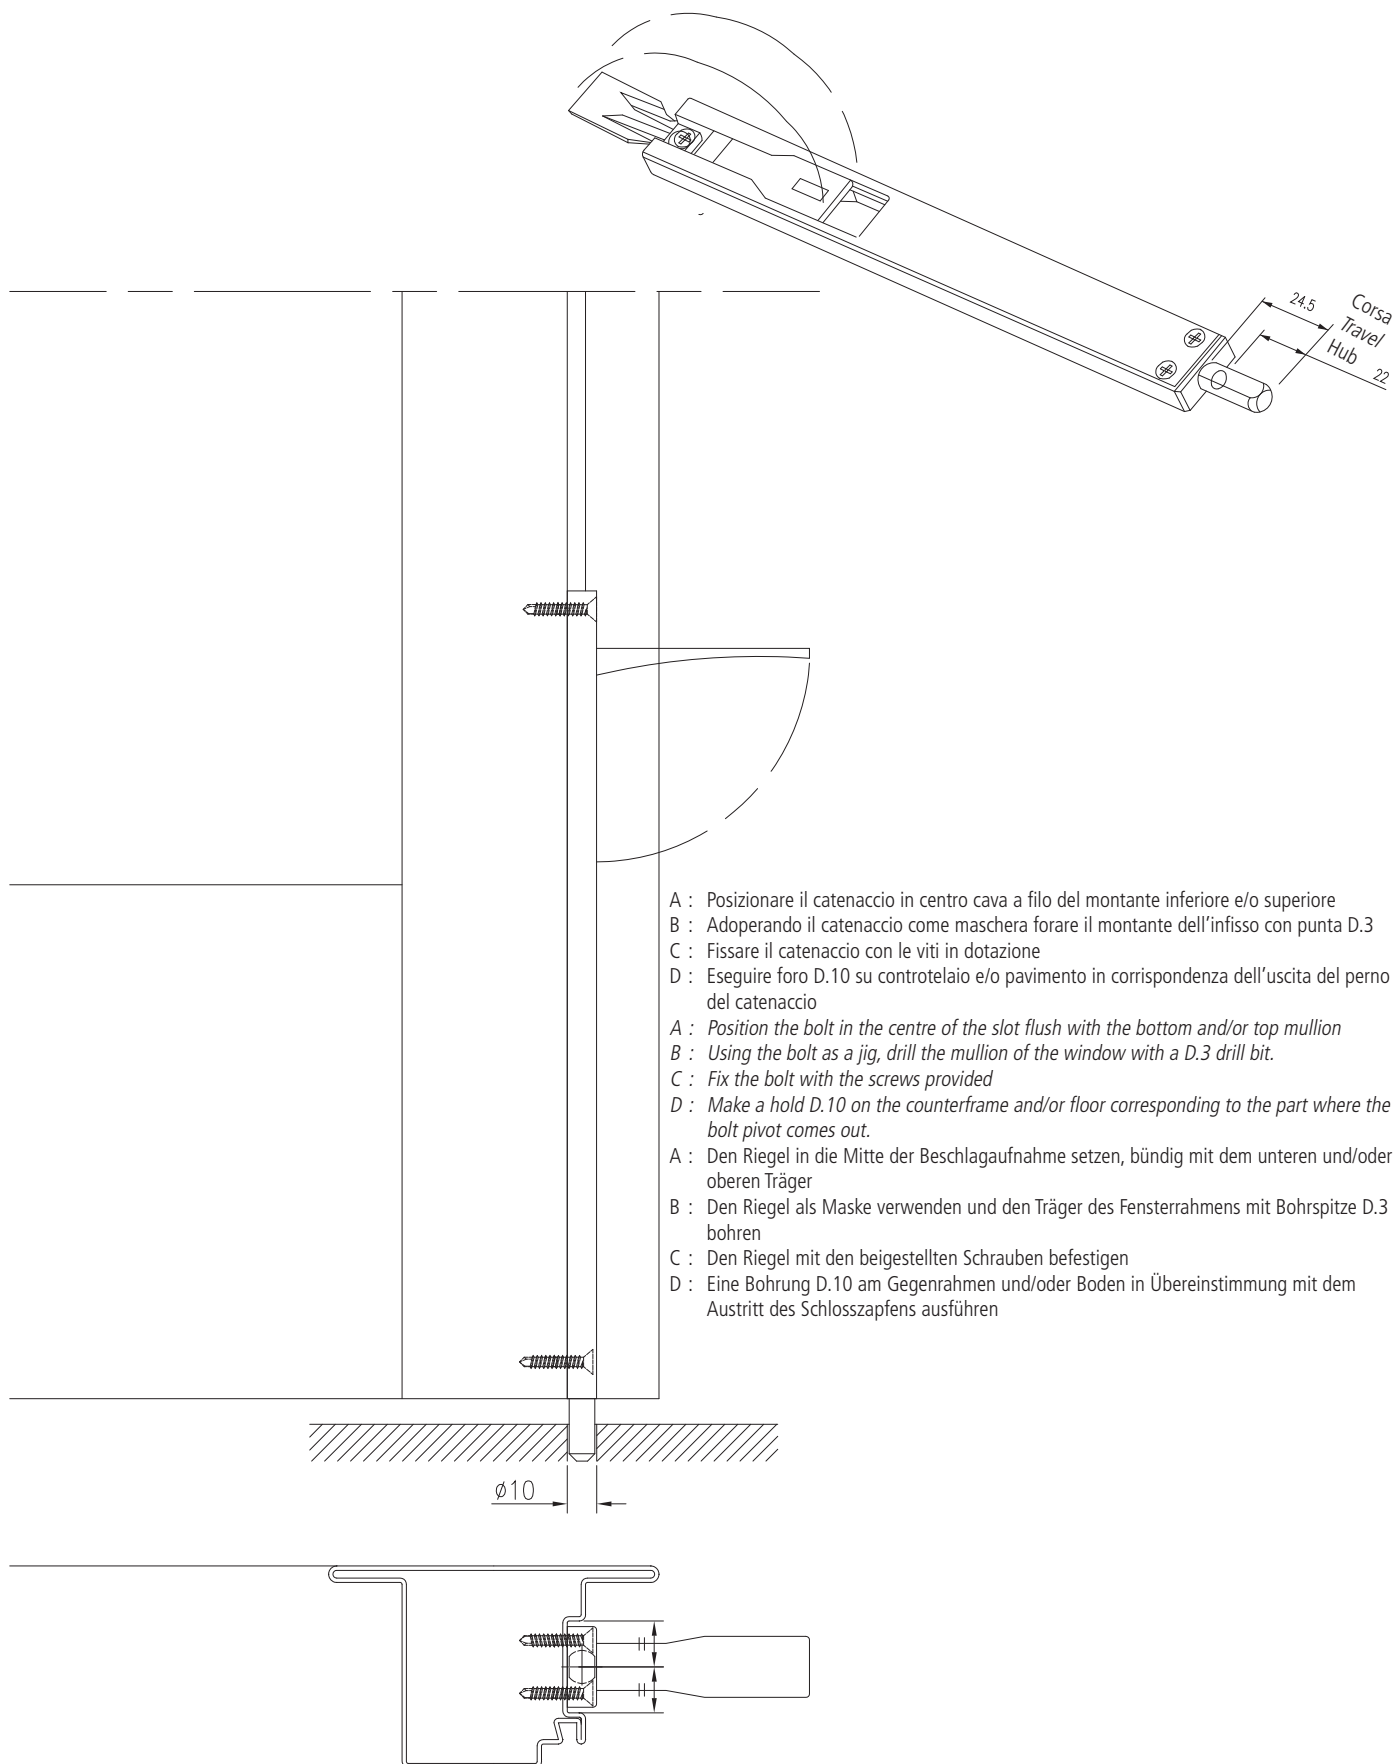 24.5
Corsa
Travel
Hub
22
A : Posizionare il catenaccio in centro cava a filo del montante inferiore e/o superiore
B : Adoperando il catenaccio come maschera forare il montante dell'infisso con punta D.3
C : Fissare il catenaccio con le viti in dotazione
D : Eseguire foro D.10 su controtelaio e/o pavimento in corrispondenza dell'uscita del perno
del catenaccio
A : Position the bolt in the centre of the slot flush with the bottom and/or top mullion
B : Using the bolt as a jig, drill the mullion of the window with a D.3 drill bit.
C : Fix the bolt with the screws provided
D : Make a hold D.10 on the counterframe and/or floor corresponding to the part where the
bolt pivot comes out.
A : Den Riegel in die Mitte der Beschlagaufnahme setzen, bündig mit dem unteren und/oder
oberen Träger
B : Den Riegel als Maske verwenden und den Träger des Fensterrahmens mit Bohrspitze D.3
bohren
C : Den Riegel mit den beigestellten Schrauben befestigen
D : Eine Bohrung D.10 am Gegenrahmen und/oder Boden in Übereinstimmung mit dem
Austritt des Schlosszapfens ausführen
ø10
=
=